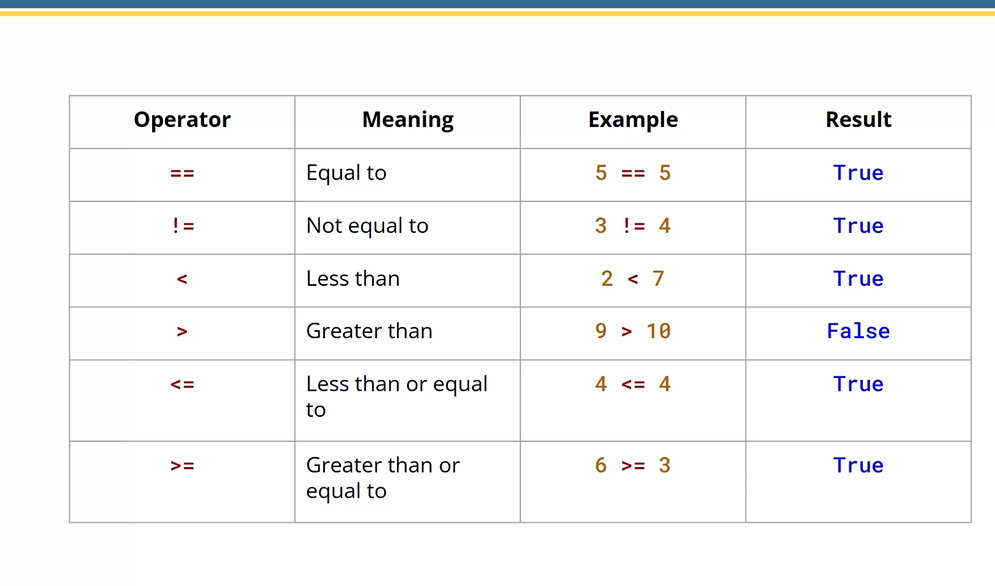 Operator Meaning Example Result
== Equal to 5 == 5 True
!= Not equal to 3 != 4 True
< Less than 2 < 7 True
> Greater than 9 > 10 False
<= Less than or equal 4 <= 4 True
to
>= Greater than or 6 >= 3 True
equal to